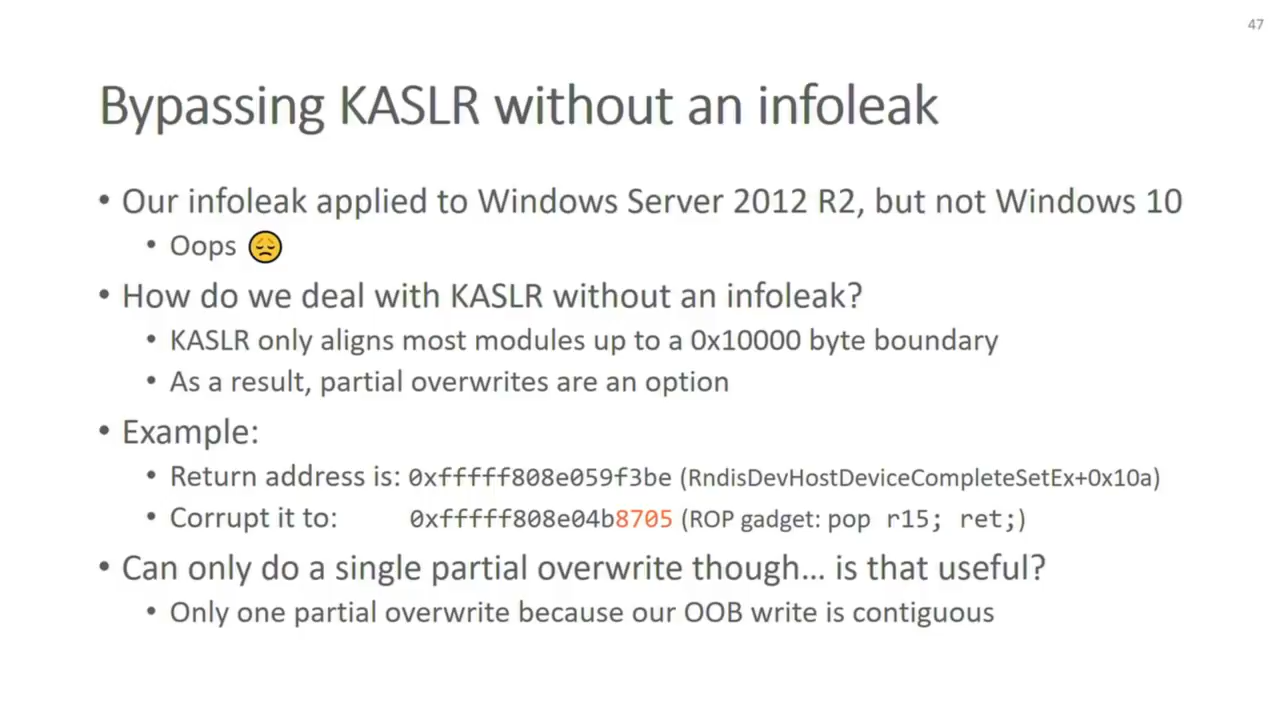 47
Bypassing KASLR without an infoleak
• Our infoleak applied to Windows Server 2012 R2, but not Windows 10
• Oops 😞
• How do we deal with KASLR without an infoleak?
• KASLR only aligns most modules up to a 0x10000 byte boundary
• As a result, partial overwrites are an option
• Example:
• Return address is: 0xfffff808e059f3be (RndisDevHostDeviceCompleteSetEx+0x10a)
• Corrupt it to: 0xfffff808e04b8705 (ROP gadget: pop r15; ret;)
• Can only do a single partial overwrite though... is that useful?
• Only one partial overwrite because our OOB write is contiguous